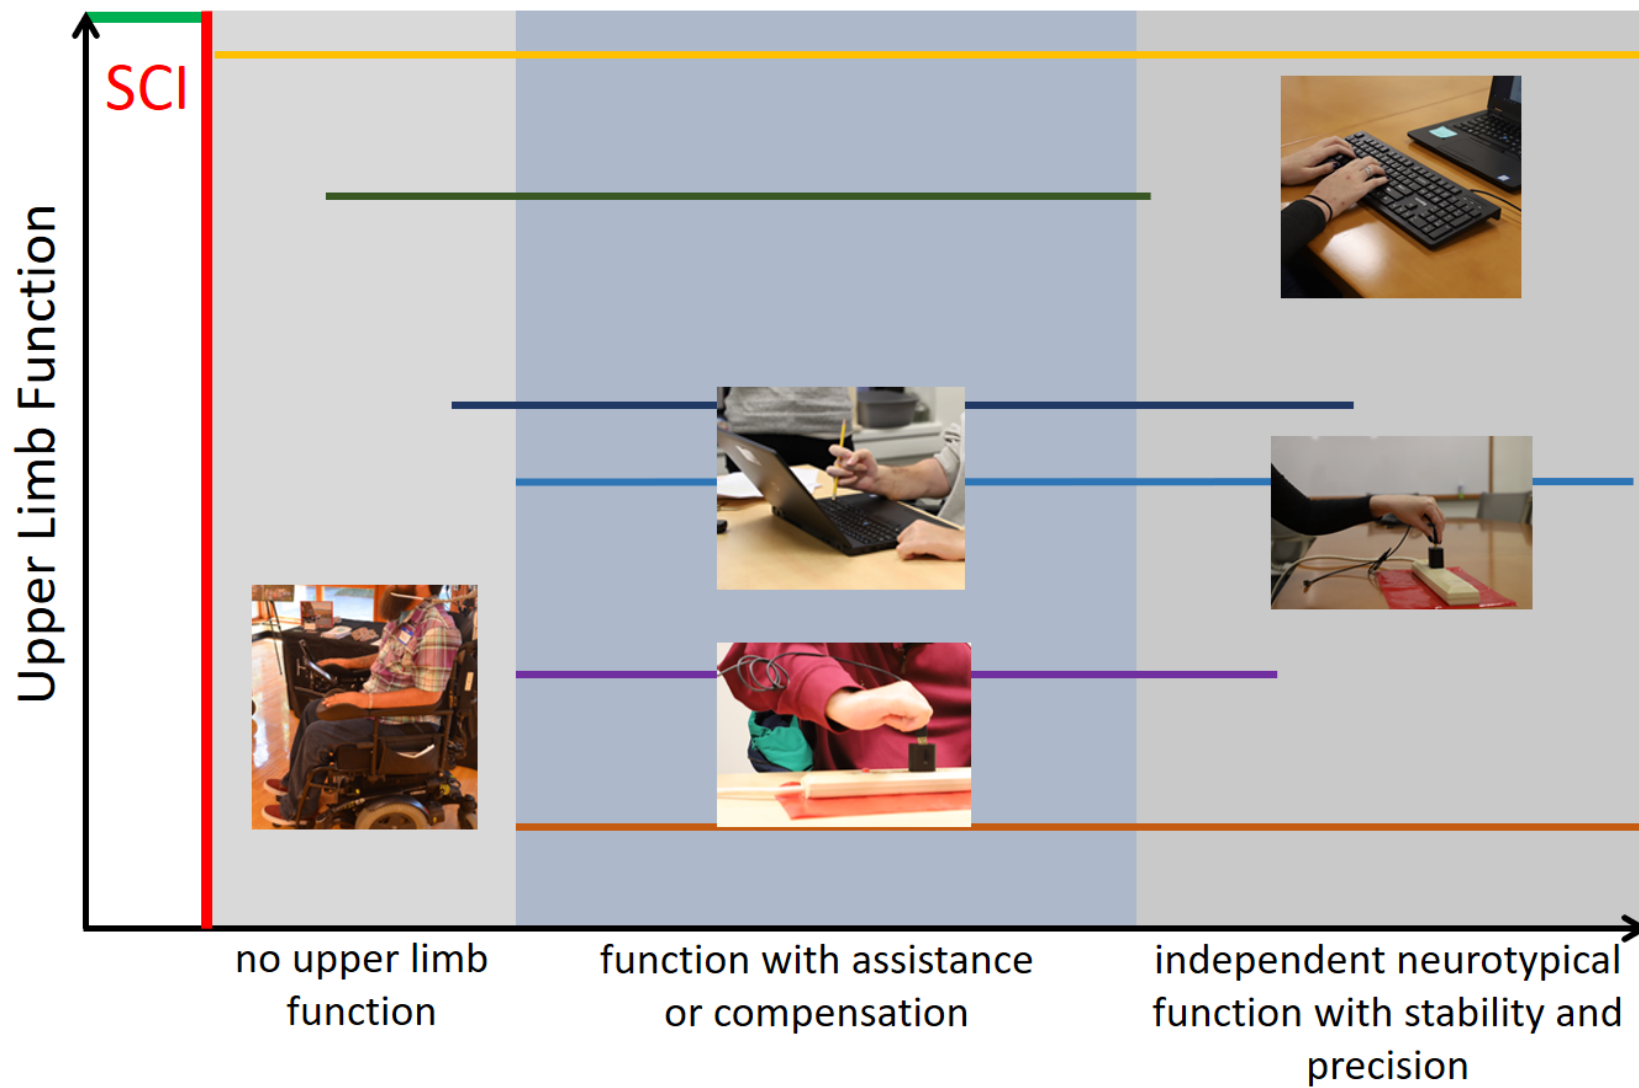 SCI
Upper Limb Function
no upper limb
function
function with assistance
or compensation
independent neurotypical
function with stability and
precision